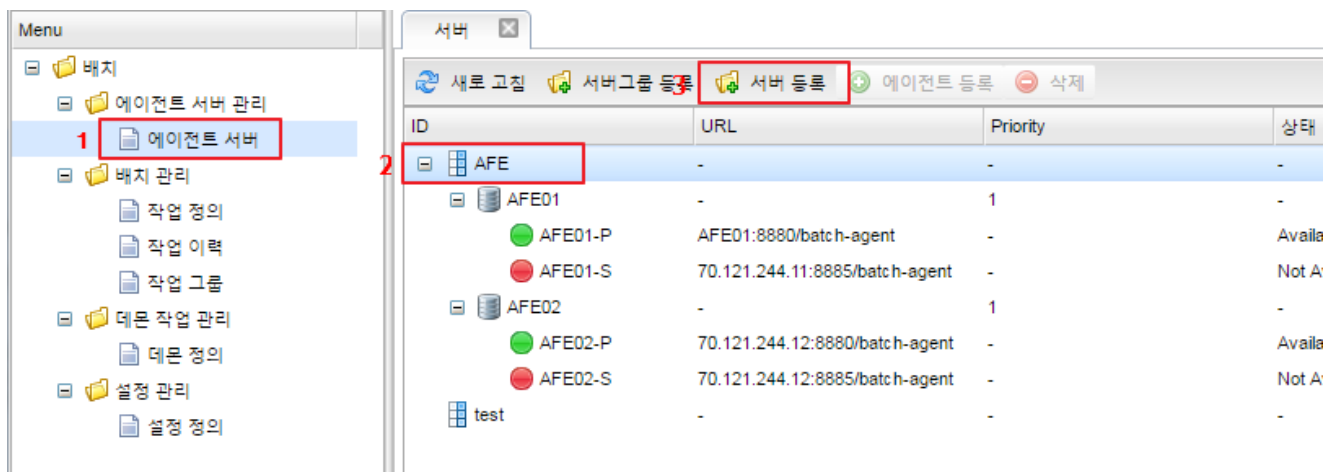 Menu
배치
에이전트 서버 관리
1 에이전트 서버
배치 관리
작업 정의
작업 이력
작업 그룹
데몬 작업 관리
데몬 정의
설정 관리
설정 정의
서버
새로 고침 서버그룹 등록 3 서버 등록 에이전트 등록 삭제
ID URL Priority 상태
2 AFE - - -
AFE01 - 1 -
AFE01-P AFE01:8880/batch-agent - Availa
AFE01-S 70.121.244.11:8885/batch-agent - Not A
AFE02 - 1 -
AFE02-P 70.121.244.12:8880/batch-agent - Availa
AFE02-S 70.121.244.12:8885/batch-agent - Not A
test - - -